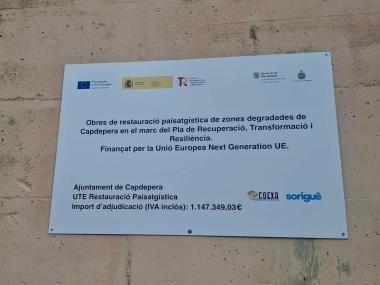 Obres de restauració paisatgística de zones degradades de
Capdepera en el marc del Pla de Recuperació, Transformació i
Resiliència.
Finançat per la Unió Europea Next Generation UE.
Ajuntament de Capdepera
UTE Restauració Paisatgística
Import d'adjudicació (IVA inclòs): 1.147.349,03€
COEXA
sorigué